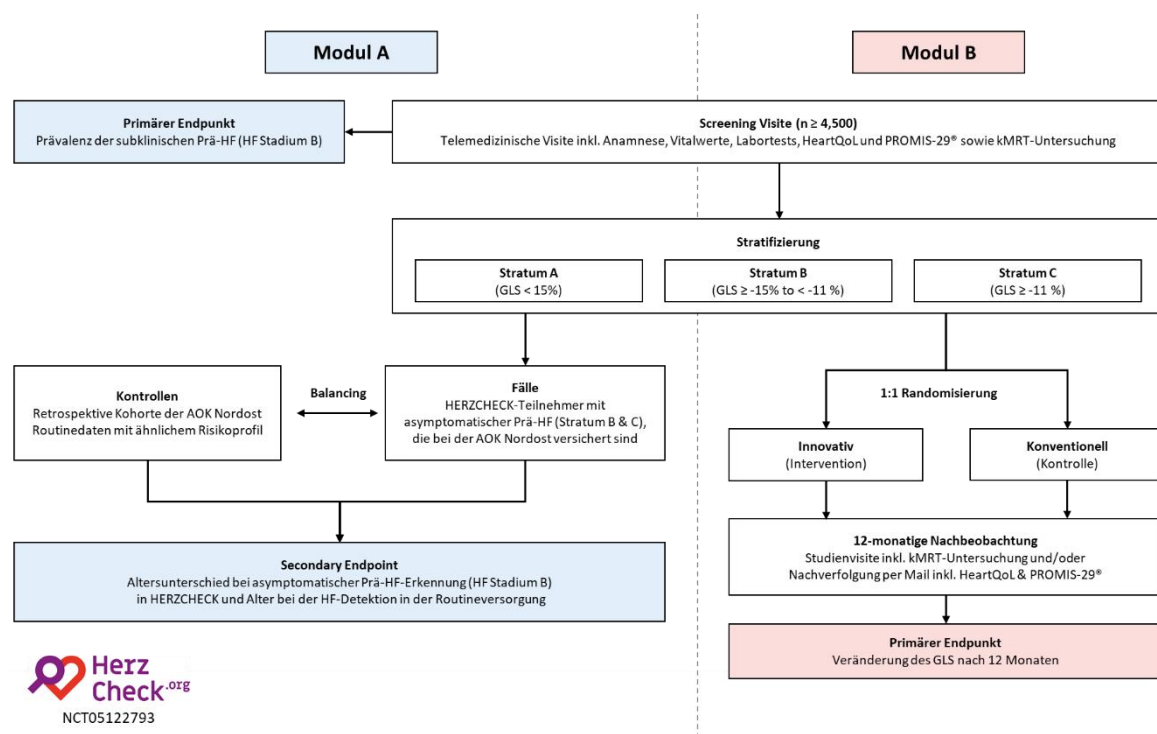 Modul A
Modul B
Primärer Endpunkt
Prävalenz der subklinischen Prä-HF (HF Stadium B)
Screening Visite (n ≥ 4,500)
Telemedizinische Visite inkl. Anamnese, Vitalwerte, Labortests, HeartQoL und PROMIS-29® sowie kMRT-Untersuchung
Stratifizierung
Stratum A
(GLS < 15%)
Stratum B
(GLS ≥ -15% to < -11 %)
Stratum C
(GLS ≥ -11 %)
Kontrollen
Retrospektive Kohorte der AOK Nordost
Routinedaten mit ähnlichem Risikoprofil
Balancing
Fälle
HERZCHECK-Teilnehmer mit
asymptomatischer Prä-HF (Stratum B & C),
die bei der AOK Nordost versichert sind
1:1 Randomisierung
Innovativ
(Intervention)
Konventionell
(Kontrolle)
Secondary Endpoint
Altersunterschied bei asymptomatischer Prä-HF-Erkennung (HF Stadium B)
in HERZCHECK und Alter bei der HF-Detektion in der Routineversorgung
12-monatige Nachbeobachtung
Studienvisite inkl. kMRT-Untersuchung und/oder
Nachverfolgung per Mail inkl. HeartQoL & PROMIS-29®
Primärer Endpunkt
Veränderung des GLS nach 12 Monaten
Herz
Check.org
NCT05122793